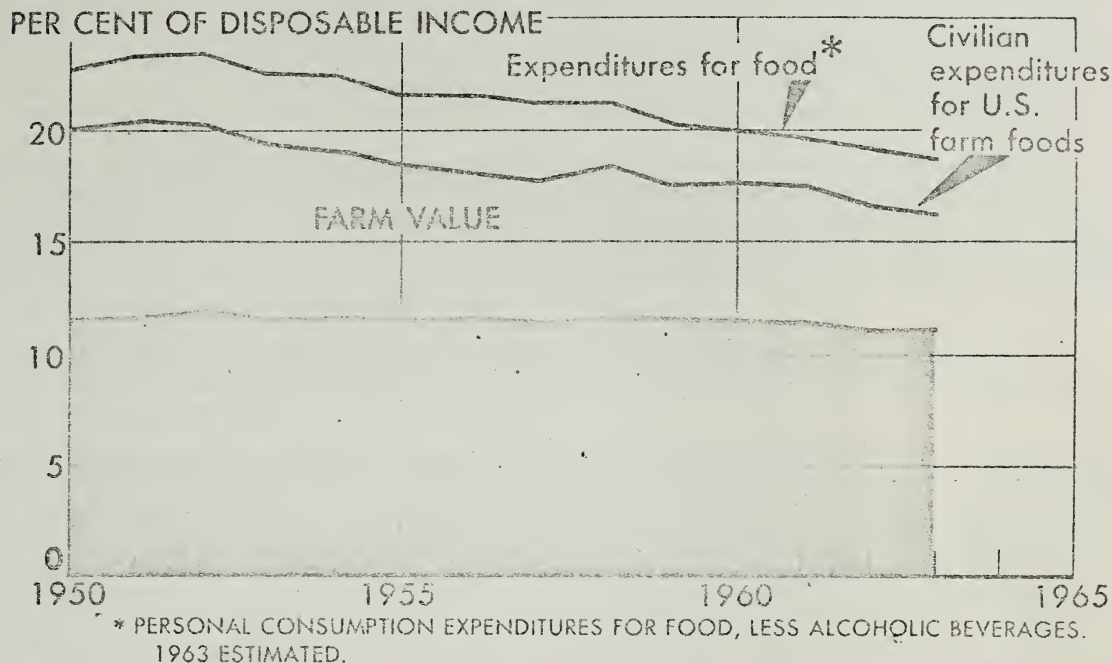 PER CENT OF DISPOSABLE INCOME
Expenditures for food*
Civilian
expenditures
for U.S.
farm foods
20
FARM VALUE
15
10
5
0
1950 1955 1960 1965
* PERSONAL CONSUMPTION EXPENDITURES FOR FOOD, LESS ALCOHOLIC BEVERAGES.
1963 ESTIMATED.